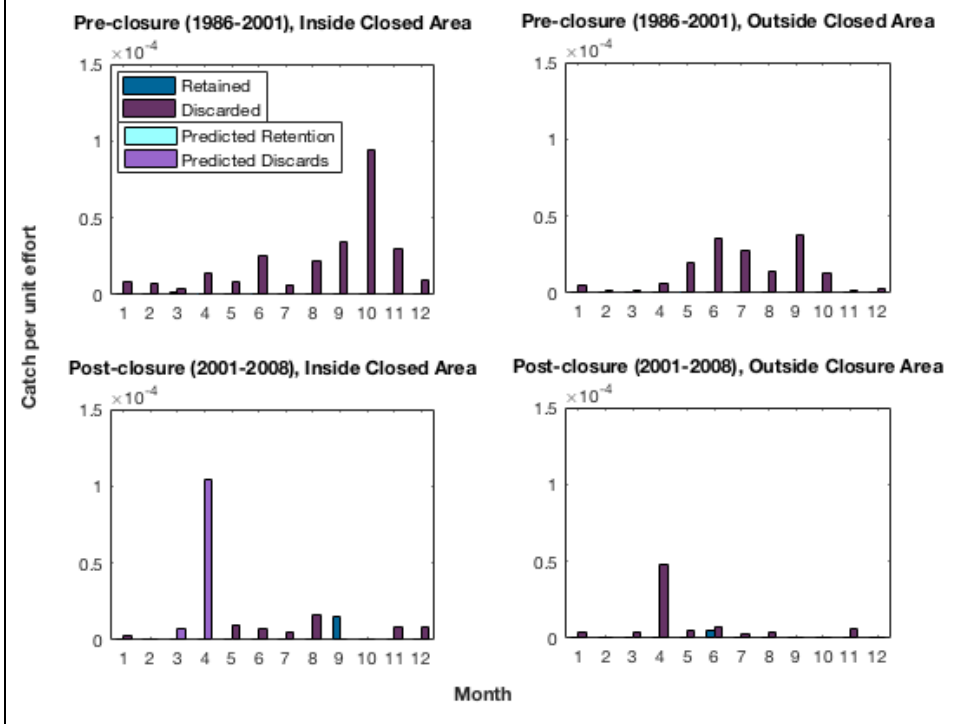 Pre-closure (1986-2001), Inside Closed Area
×10⁻⁴
1.5
1
0.5
0
1 2 3 4 5 6 7 8 9 10 11 12
Retained
Discarded
Predicted Retention
Predicted Discards
Pre-closure (1986-2001), Outside Closed Area
×10⁻⁴
1.5
1
0.5
0
1 2 3 4 5 6 7 8 9 10 11 12
Catch per unit effort
Post-closure (2001-2008), Inside Closed Area
×10⁻⁴
1.5
1
0.5
0
1 2 3 4 5 6 7 8 9 10 11 12
Post-closure (2001-2008), Outside Closure Area
×10⁻⁴
1.5
1
0.5
0
1 2 3 4 5 6 7 8 9 10 11 12
Month